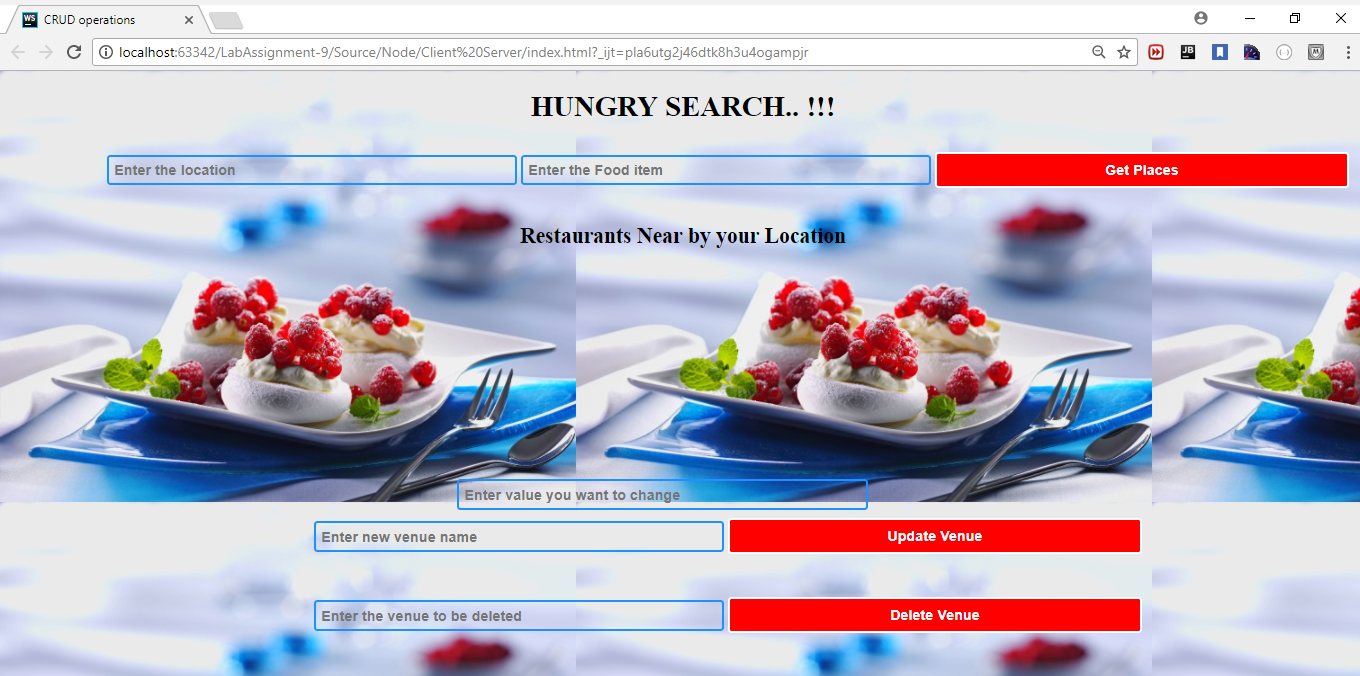 WS CRUD operations
localhost:63342/LabAssignment-9/Source/Node/Client%20Server/index.html?_ijt=pla6utg2j46dtk8h3u4ogampjr
JB
HUNGRY SEARCH.. !!!
Enter the location Enter the Food item Get Places
Restaurants Near by your Location
Enter value you want to change
Enter new venue name Update Venue
Enter the venue to be deleted Delete Venue